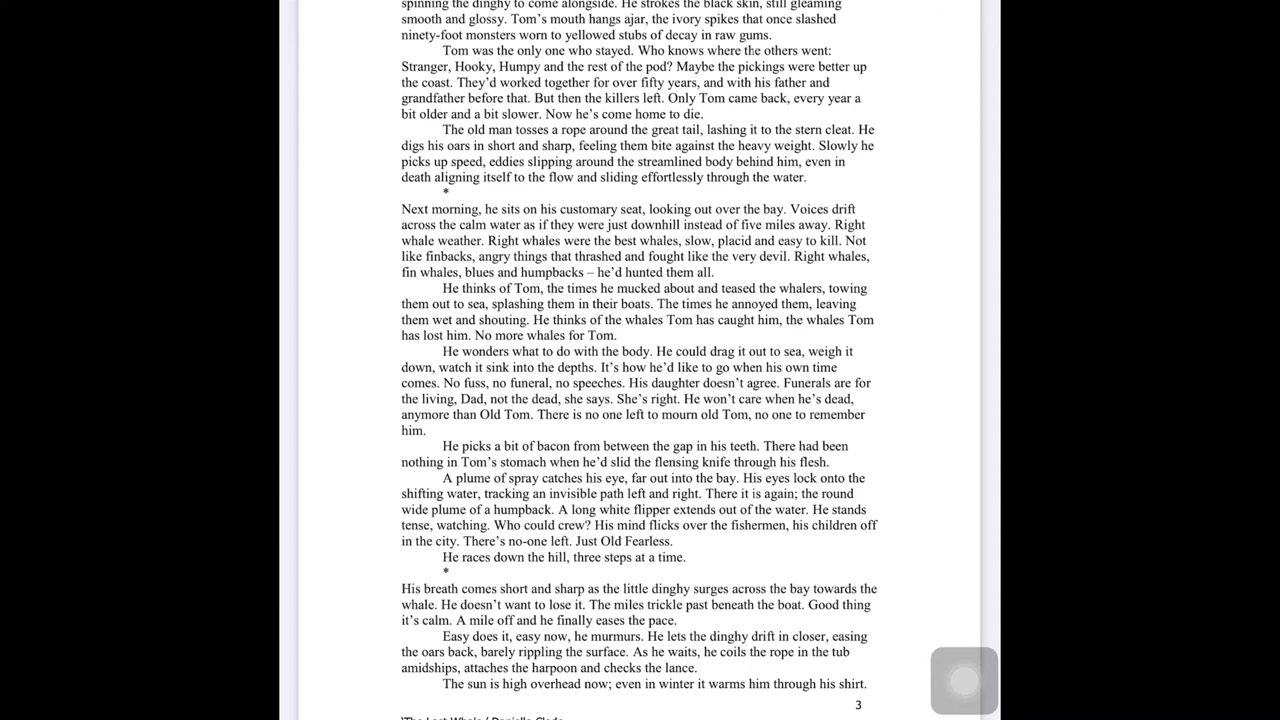 spinning the dinghy to come alongside. He strokes the black skin, still gleaming
smooth and glossy. Tom’s mouth hangs ajar, the ivory spikes that once slashed
ninety-foot monsters worn to yellowed stubs of decay in raw gums.
Tom was the only one who stayed. Who knows where the others went:
Stranger, Hooky, Humpy and the rest of the pod? Maybe the pickings were better up
the coast. They’d worked together for over fifty years, and with his father and
grandfather before that. But then the killers left. Only Tom came back, every year a
bit older and a bit slower. Now he’s come home to die.
The old man tosses a rope around the great tail, lashing it to the stern cleat. He
digs his oars in short and sharp, feeling them bite against the heavy weight. Slowly he
picks up speed, eddies slipping around the streamlined body behind him, even in
death aligning itself to the flow and sliding effortlessly through the water.
*
Next morning, he sits on his customary seat, looking out over the bay. Voices drift
across the calm water as if they were just downhill instead of five miles away. Right
whale weather. Right whales were the best whales, slow, placid and easy to kill. Not
like finbacks, angry things that thrashed and fought like the very devil. Right whales,
fin whales, blues and humpbacks – he’d hunted them all.
He thinks of Tom, the times he mucked about and teased the whalers, towing
them out to sea, splashing them in their boats. The times he annoyed them, leaving
them wet and shouting. He thinks of the whales Tom has caught him, the whales Tom
has lost him. No more whales for Tom.
He wonders what to do with the body. He could drag it out to sea, weigh it
down, watch it sink into the depths. It’s how he’d like to go when his own time
comes. No fuss, no funeral, no speeches. His daughter doesn’t agree. Funerals are for
the living, Dad, not the dead, she says. She’s right. He won’t care when he’s dead,
anymore than Old Tom. There is no one left to mourn old Tom, no one to remember
him.
He picks a bit of bacon from between the gap in his teeth. There had been
nothing in Tom’s stomach when he’d slid the flensing knife through his flesh.
A plume of spray catches his eye, far out into the bay. His eyes lock onto the
shifting water, tracking an invisible path left and right. There it is again; the round
wide plume of a humpback. A long white flipper extends out of the water. He stands
tense, watching. Who could crew? His mind flicks over the fishermen, his children off
in the city. There’s no-one left. Just Old Fearless.
He races down the hill, three steps at a time.
*
His breath comes short and sharp as the little dinghy surges across the bay towards the
whale. He doesn’t want to lose it. The miles trickle past beneath the boat. Good thing
it’s calm. A mile off and he finally eases the pace.
Easy does it, easy now, he murmurs. He lets the dinghy drift in closer, easing
the oars back, barely rippling the surface. As he waits, he coils the rope in the tub
amidships, attaches the harpoon and checks the lance.
The sun is high overhead now; even in winter it warms him through his shirt.
3
The Last Whale / Danielle Clode